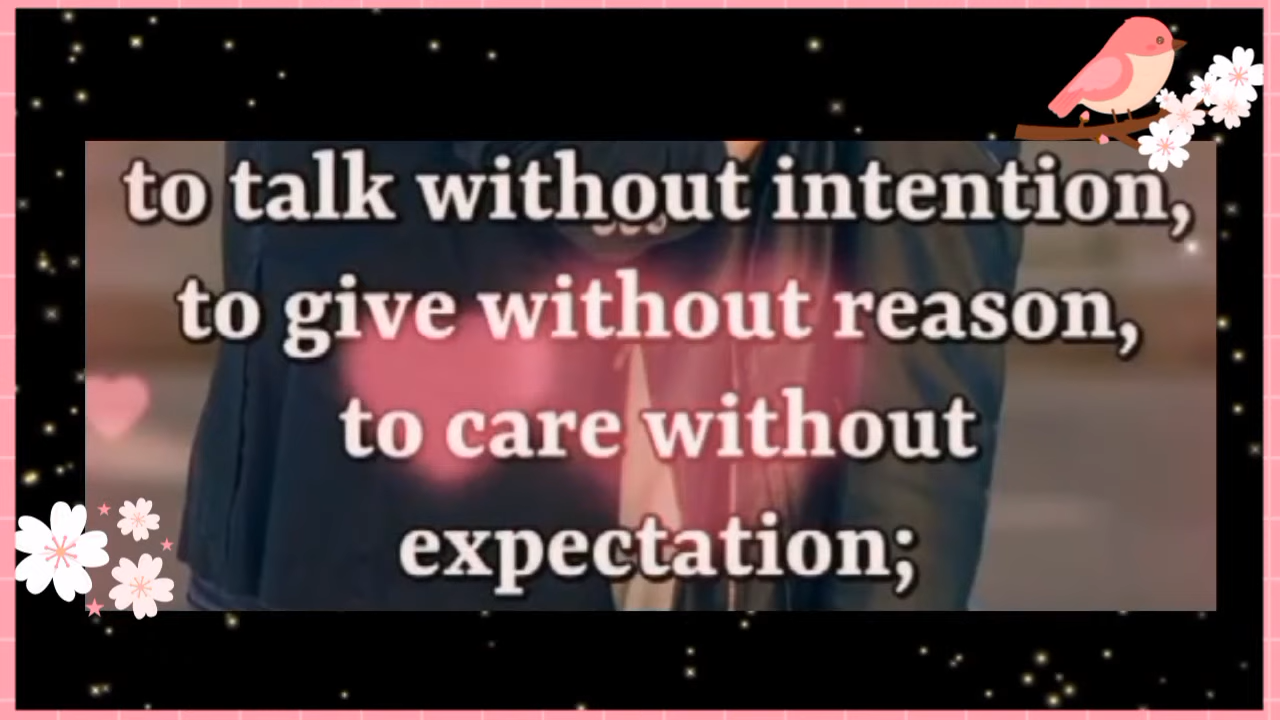 to talk without intention,
to give without reason,
to care without
expectation;